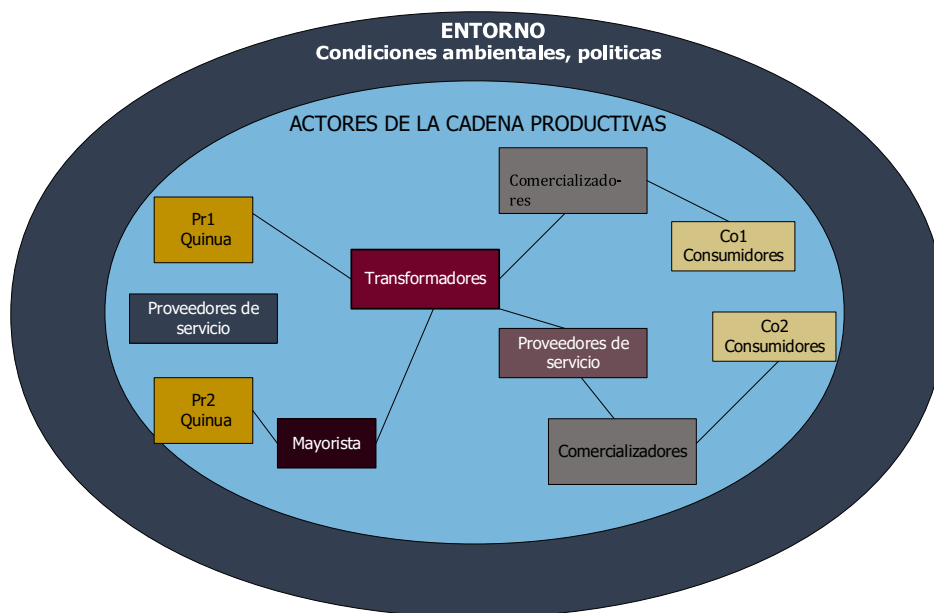 ENTORNO
Condiciones ambientales, politicas
ACTORES DE LA CADENA PRODUCTIVAS
Comercializado-
res
Pr1
Quinua
Co1
Consumidores
Transformadores
Proveedores de
servicio
Co2
Consumidores
Proveedores de
servicio
Pr2
Quinua
Mayorista
Comercializadores